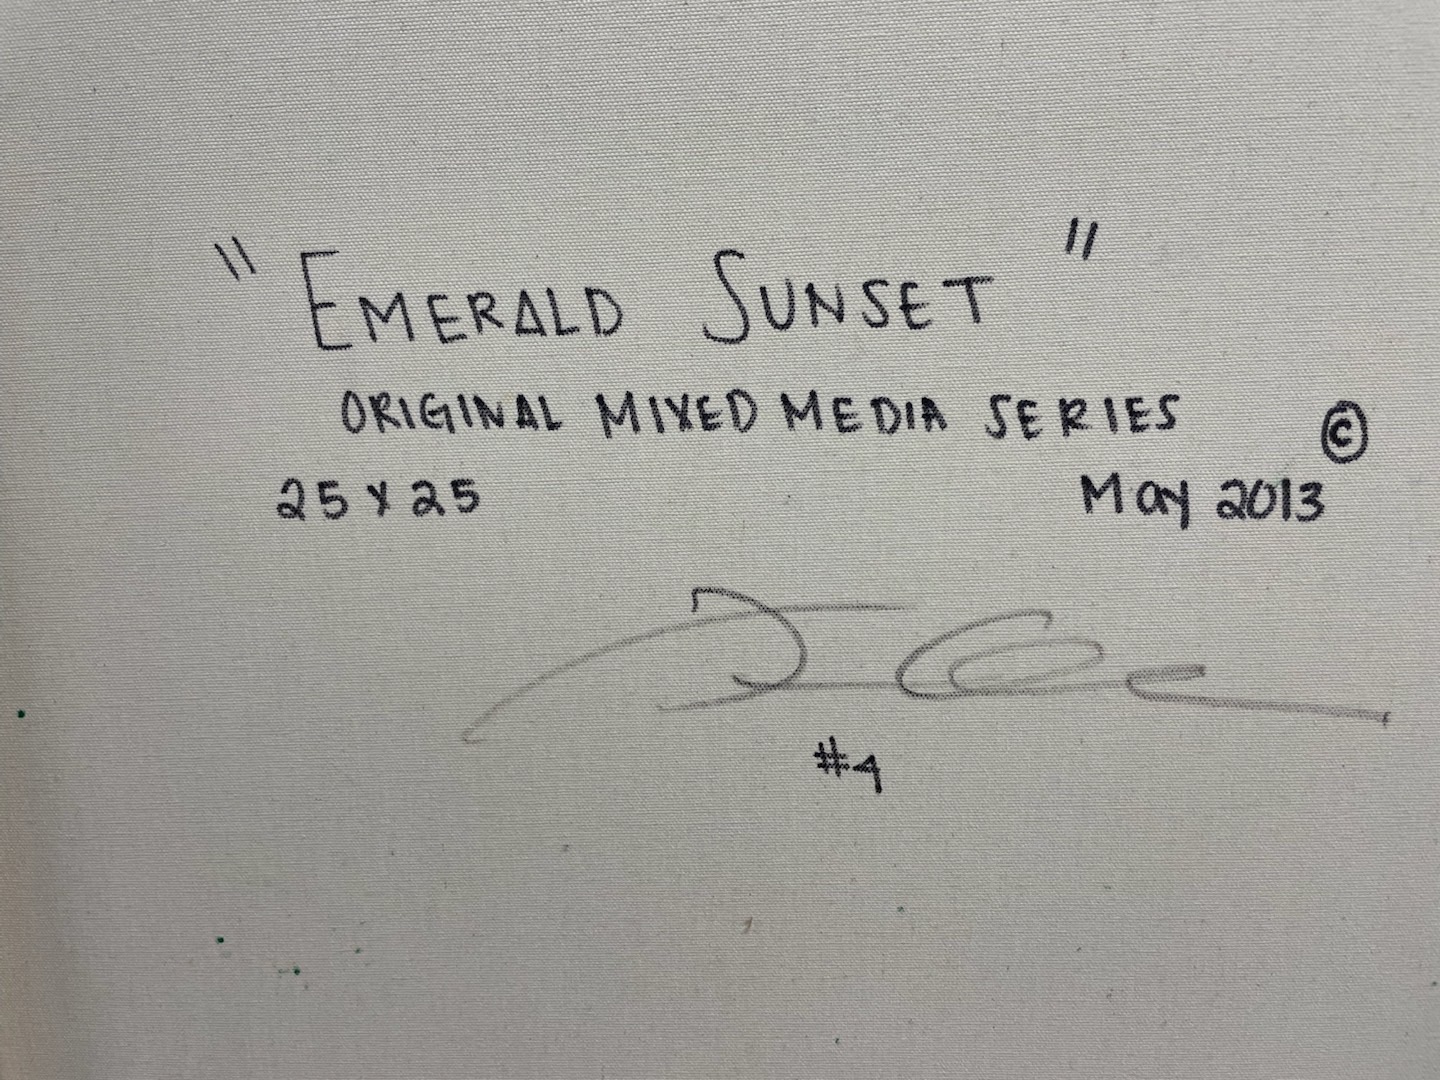 "EMERALD SUNSET"
ORIGINAL MIXED MEDIA SERIES
25 x 25 May 2013 ©
#4